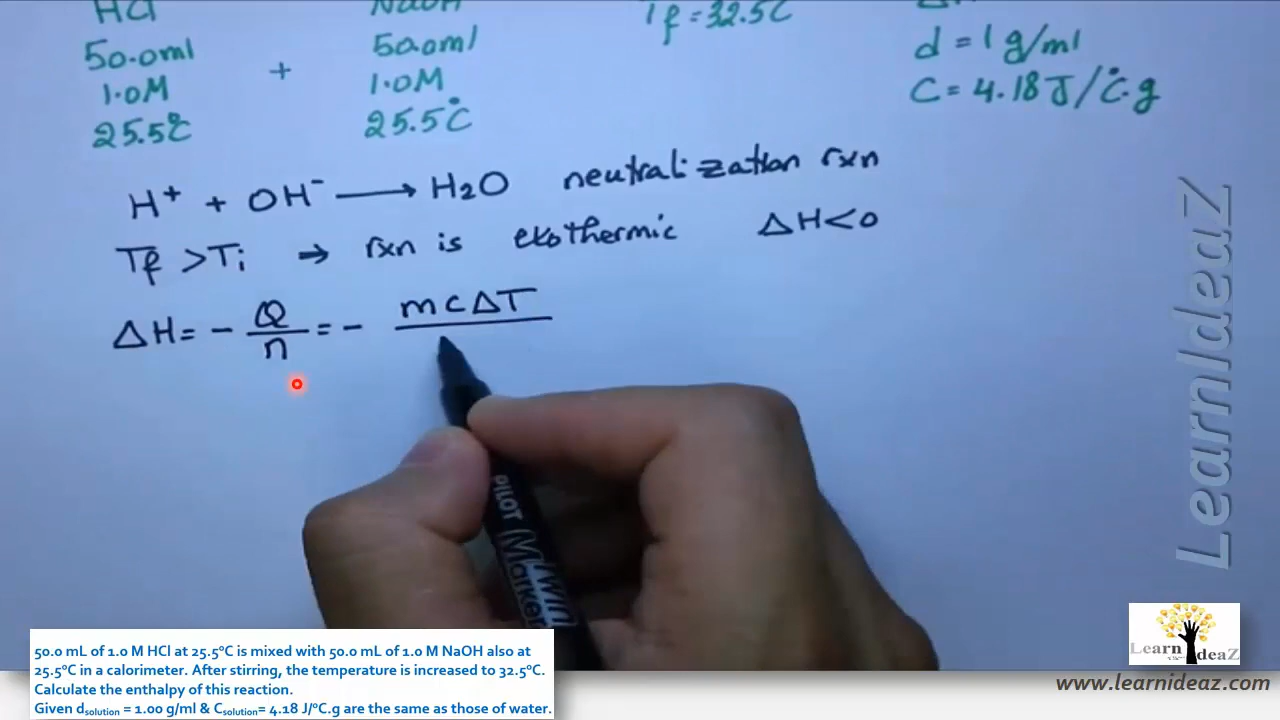 HCl NaOH
50.0ml + 50.0ml Tf = 32.5C d = 1 g/ml
1.0M 1.0M C = 4.18 J/°C.g
25.5°C 25.5°C
H⁺ + OH⁻ → H2O neutralization rxn
Tf > Ti ⇒ rxn is exothermic ΔH<0
ΔH = - Q/n = - mcΔT
PILOT
Twin
Marker
LearnIdeaZ
50.0 mL of 1.0 M HCl at 25.5°C is mixed with 50.0 mL of 1.0 M NaOH also at
25.5°C in a calorimeter. After stirring, the temperature is increased to 32.5°C.
Calculate the enthalpy of this reaction.
Given dsolution = 1.00 g/ml & Csolution= 4.18 J/°C.g are the same as those of water.
Learn IdeaZ
www.learnideaz.com